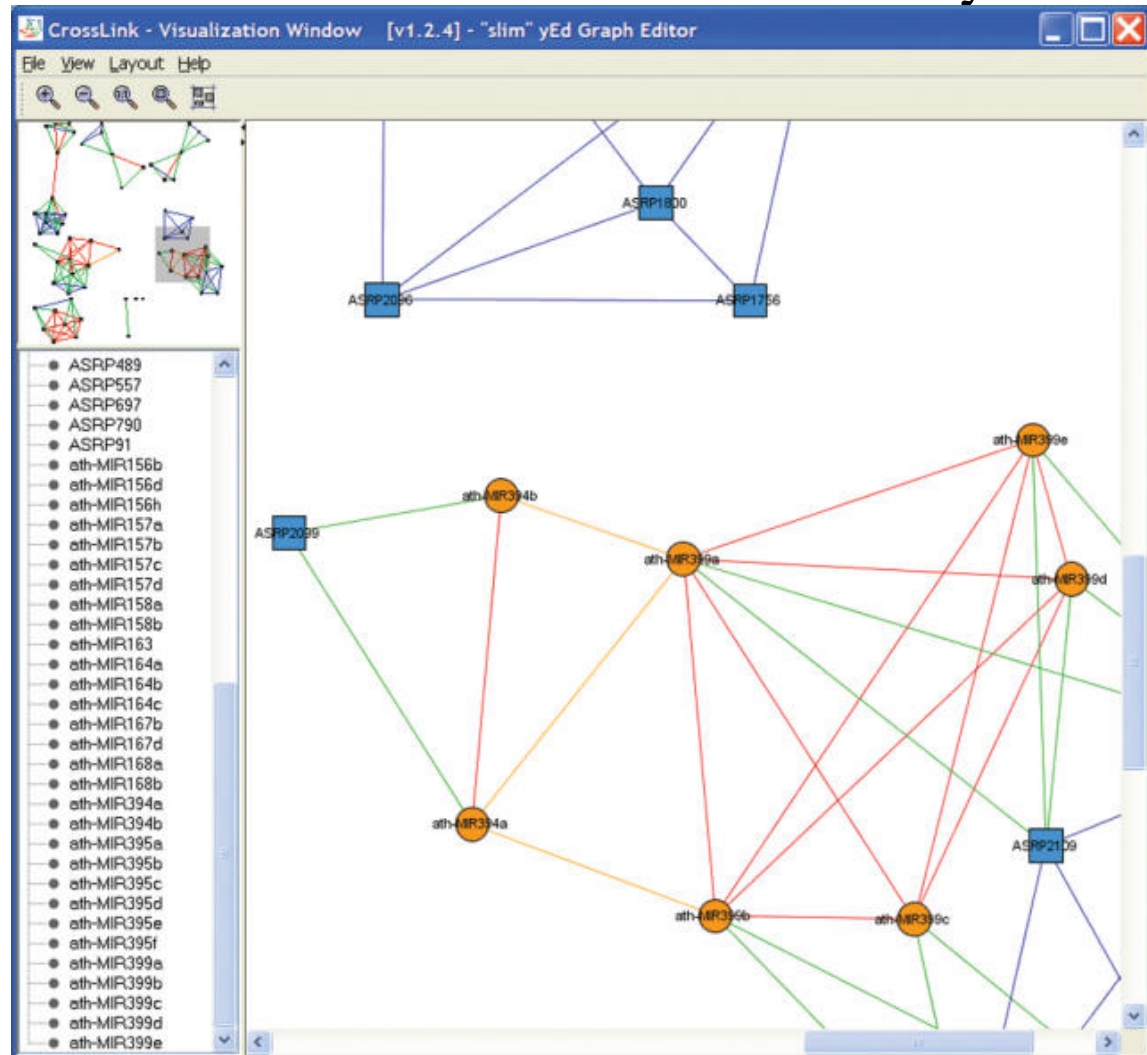 CrossLink - Visualization Window [v1.2.4] - "slim" yEd Graph Editor
File View Layout Help
ASRP489
ASRP557
ASRP697
ASRP790
ASRP91
ath-MIR156b
ath-MIR156d
ath-MIR156h
ath-MIR157a
ath-MIR157b
ath-MIR157c
ath-MIR157d
ath-MIR158a
ath-MIR158b
ath-MIR163
ath-MIR164a
ath-MIR164b
ath-MIR164c
ath-MIR167b
ath-MIR167d
ath-MIR168a
ath-MIR168b
ath-MIR394a
ath-MIR394b
ath-MIR395a
ath-MIR395b
ath-MIR395c
ath-MIR395d
ath-MIR395e
ath-MIR395f
ath-MIR399a
ath-MIR399b
ath-MIR399c
ath-MIR399d
ath-MIR399e
ASRP1800
ASRP2096
ASRP1756
ath-MIR399e
ath-MIR394b
ASRP2099
ath-MIR399a
ath-MIR399d
ath-MIR394a
ASRP2109
ath-MIR399b
ath-MIR399c